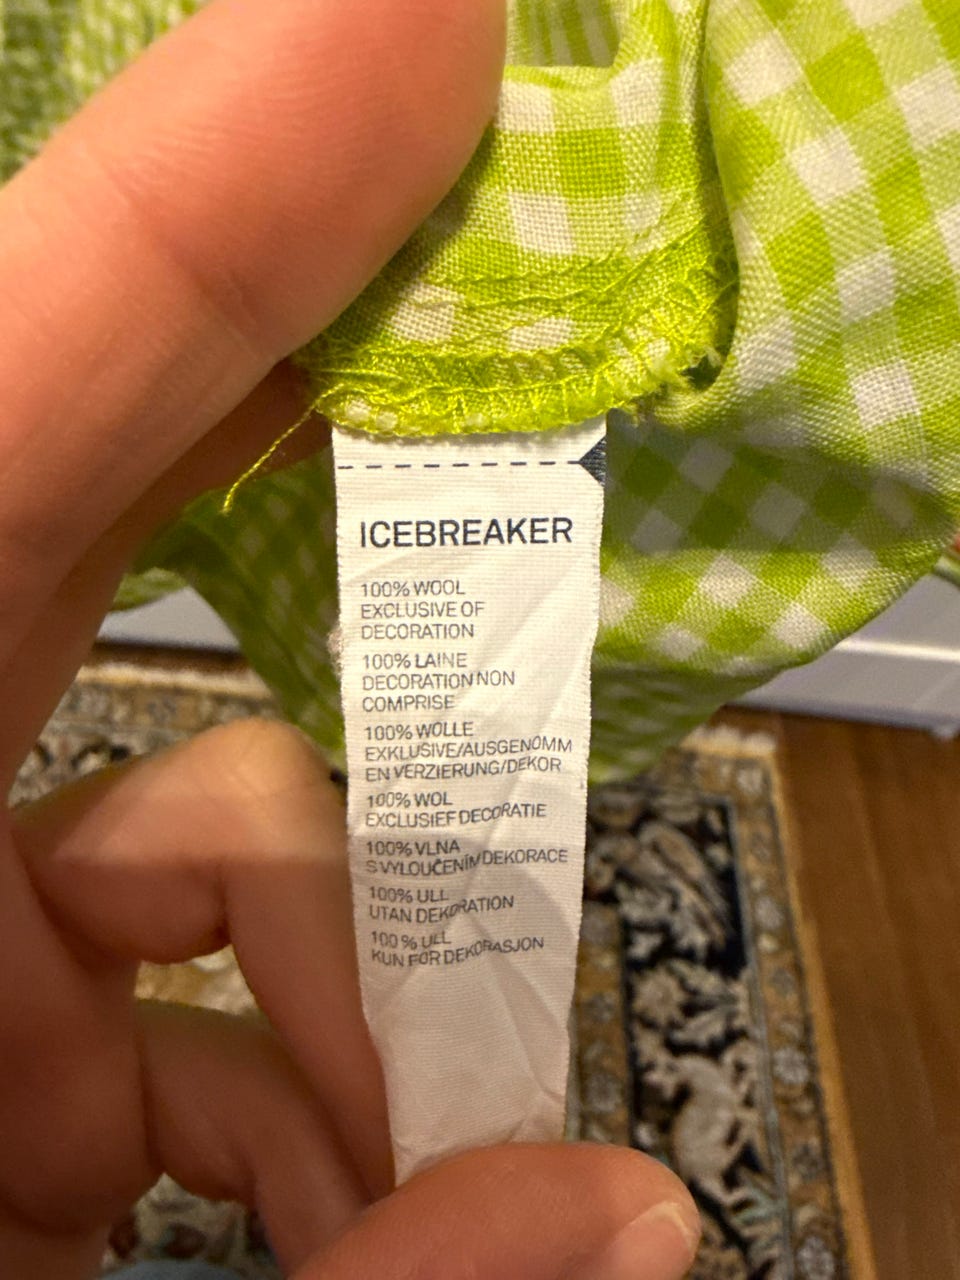 ICEBREAKER
100% WOOL
EXCLUSIVE OF
DECORATION
100% LAINE
DECORATION NON
COMPRISE
100% WOLLE
EXKLUSIVE/AUSGENOMM
EN VERZIERUNG/DEKOR
100% WOL
EXCLUSIEF DECORATIE
100% VLNA
S VYLOUČENÍM DEKORACE
100% ULL
UTAN DEKORATION
100 % ULL
KUN FOR DEKORASJON